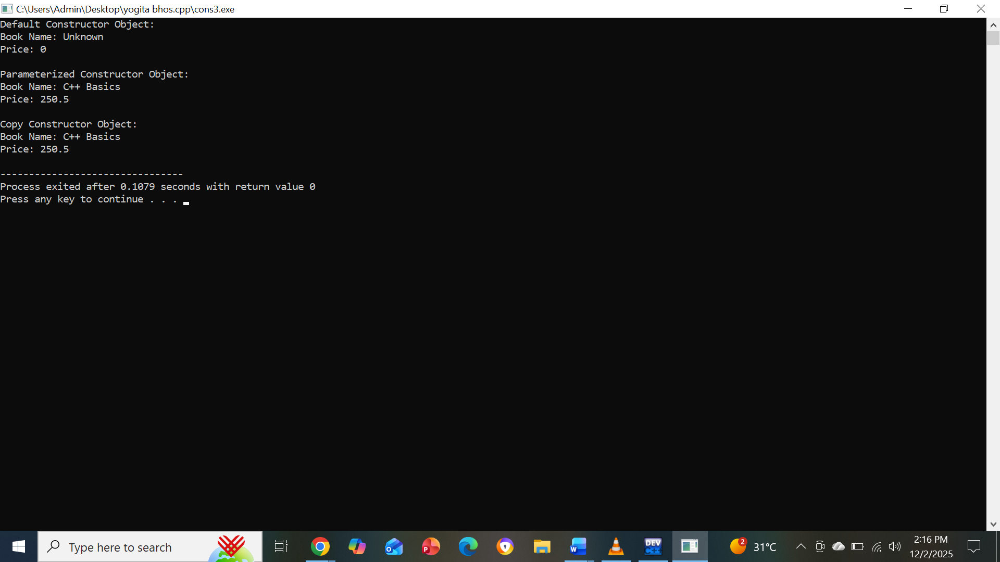 C:\Users\Admin\Desktop\yogita bhos.cpp\cons3.exe
Default Constructor Object:
Book Name: Unknown
Price: 0
Parameterized Constructor Object:
Book Name: C++ Basics
Price: 250.5
Copy Constructor Object:
Book Name: C++ Basics
Price: 250.5
--------------------------------
Process exited after 0.1079 seconds with return value 0
Press any key to continue . . .
Type here to search
O
P
W
DEV
C++
2
31°C
2:16 PM
12/2/2025